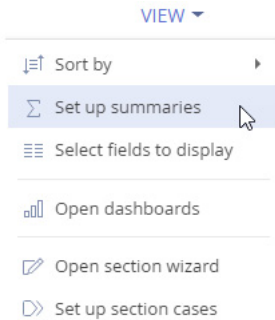 VIEW
Sort by
Set up summaries
Select fields to display
Open dashboards
Open section wizard
Set up section cases